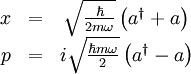 x = √(ħ/2mω) (a† + a)
p = i√(ħmω/2) (a† − a)